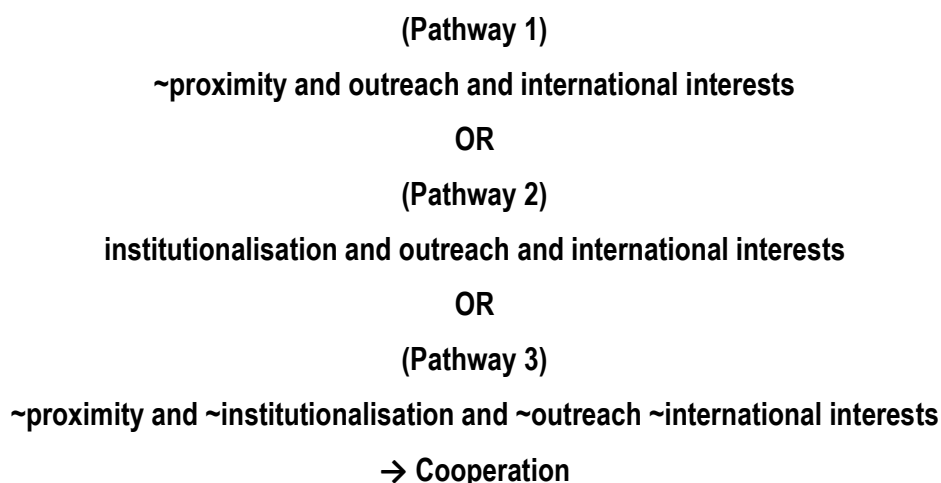 (Pathway 1)
~proximity and outreach and international interests
OR
(Pathway 2)
institutionalisation and outreach and international interests
OR
(Pathway 3)
~proximity and ~institutionalisation and ~outreach ~international interests
→ Cooperation